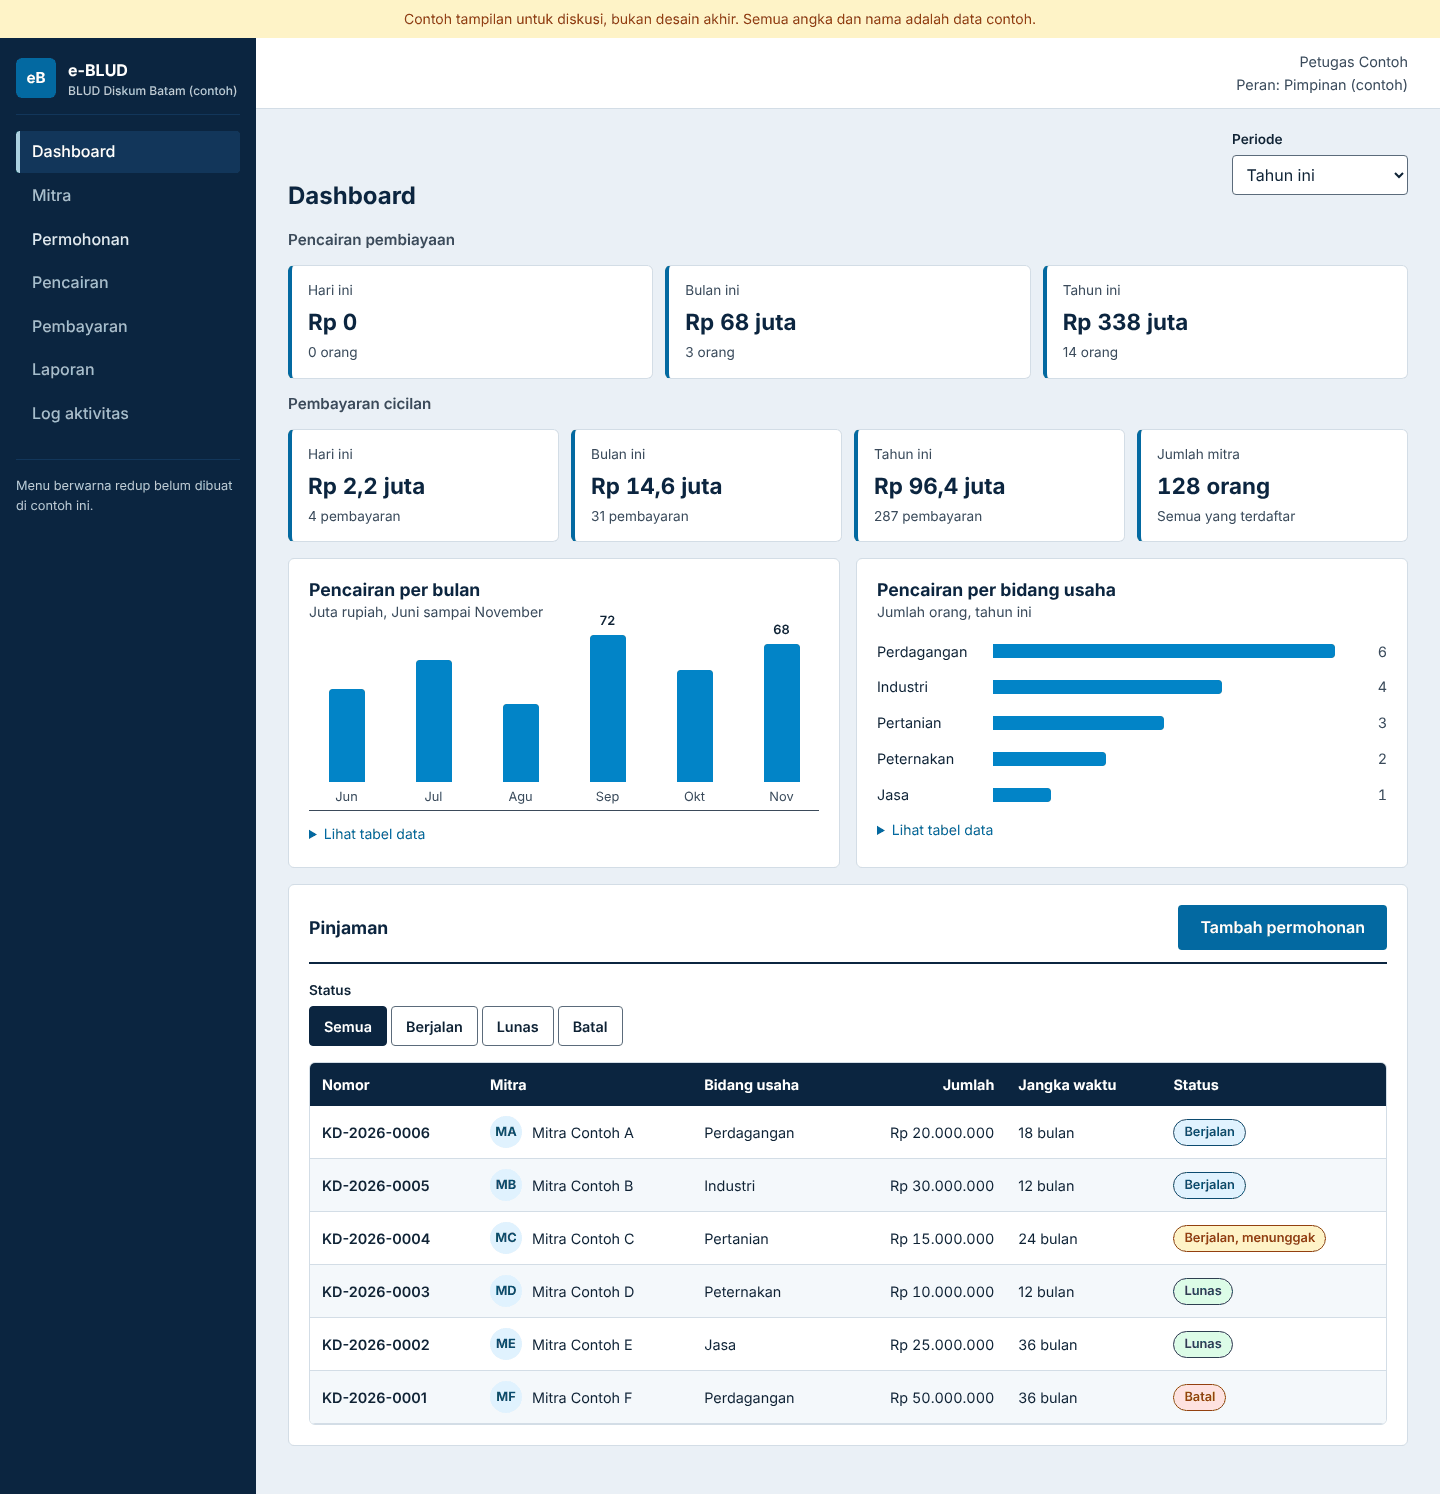 Contoh tampilan untuk diskusi, bukan desain akhir. Semua angka dan nama adalah data contoh.
eB
e-BLUD
BLUD Diskum Batam (contoh)
Dashboard
Mitra
Permohonan
Pencairan
Pembayaran
Laporan
Log aktivitas
Menu berwarna redup belum dibuat
di contoh ini.
Petugas Contoh
Peran: Pimpinan (contoh)
Periode
Tahun ini
Dashboard
Pencairan pembiayaan
Hari ini
Rp 0
0 orang
Bulan ini
Rp 68 juta
3 orang
Tahun ini
Rp 338 juta
14 orang
Pembayaran cicilan
Hari ini
Rp 2,2 juta
4 pembayaran
Bulan ini
Rp 14,6 juta
31 pembayaran
Tahun ini
Rp 96,4 juta
287 pembayaran
Jumlah mitra
128 orang
Semua yang terdaftar
Pencairan per bulan
Juta rupiah, Juni sampai November
72
68
Jun Jul Agu Sep Okt Nov
Lihat tabel data
Pencairan per bidang usaha
Jumlah orang, tahun ini
Perdagangan 6
Industri 4
Pertanian 3
Peternakan 2
Jasa 1
Lihat tabel data
Pinjaman
Tambah permohonan
Status
Semua Berjalan Lunas Batal
Nomor Mitra Bidang usaha Jumlah Jangka waktu Status
KD-2026-0006 MA Mitra Contoh A Perdagangan Rp 20.000.000 18 bulan Berjalan
KD-2026-0005 MB Mitra Contoh B Industri Rp 30.000.000 12 bulan Berjalan
KD-2026-0004 MC Mitra Contoh C Pertanian Rp 15.000.000 24 bulan Berjalan, menunggak
KD-2026-0003 MD Mitra Contoh D Peternakan Rp 10.000.000 12 bulan Lunas
KD-2026-0002 ME Mitra Contoh E Jasa Rp 25.000.000 36 bulan Lunas
KD-2026-0001 MF Mitra Contoh F Perdagangan Rp 50.000.000 36 bulan Batal